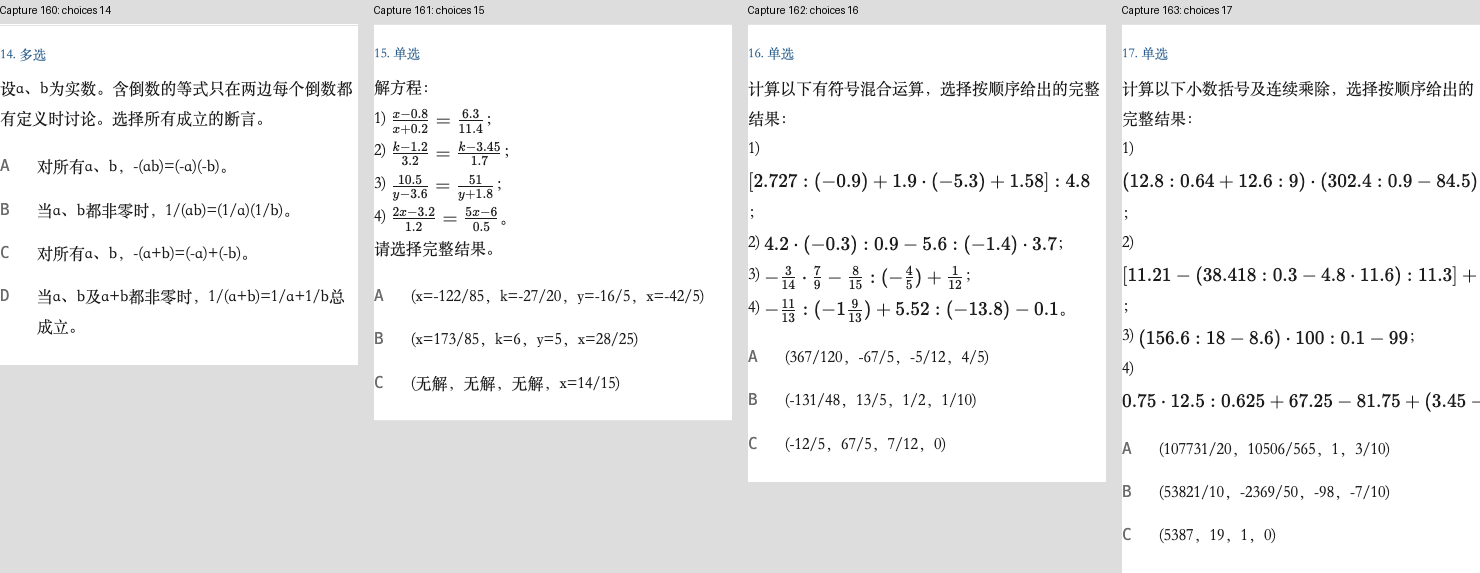 Capture 160: choices 14
14. 多选
设a、b为实数。含倒数的等式只在两边每个倒数都
有定义时讨论。选择所有成立的断言。
A 对所有a、b，-(ab)=(-a)(-b)。
B 当a、b都非零时，1/(ab)=(1/a)(1/b)。
C 对所有a、b，-(a+b)=(-a)+(-b)。
D 当a、b及a+b都非零时，1/(a+b)=1/a+1/b总
成立。
Capture 161: choices 15
15. 单选
解方程：
1) \frac{x-0.8}{x+0.2} = \frac{6.3}{11.4}；
2) \frac{k-1.2}{3.2} = \frac{k-3.45}{1.7}；
3) \frac{10.5}{y-3.6} = \frac{51}{y+1.8}；
4) \frac{2x-3.2}{1.2} = \frac{5x-6}{0.5}。
请选择完整结果。
A (x=-122/85，k=-27/20，y=-16/5，x=-42/5)
B (x=173/85，k=6，y=5，x=28/25)
C (无解，无解，无解，x=14/15)
Capture 162: choices 16
16. 单选
计算以下有符号混合运算，选择按顺序给出的完整
结果：
1)
[2.727 : (−0.9) + 1.9 · (−5.3) + 1.58] : 4.8
；
2) 4.2 · (−0.3) : 0.9 − 5.6 : (−1.4) · 3.7；
3) −\frac{3}{14} · \frac{7}{9} − \frac{8}{15} : (−\frac{4}{5}) + \frac{1}{12}；
4) −\frac{11}{13} : (−1\frac{9}{13}) + 5.52 : (−13.8) − 0.1。
A (367/120，-67/5，-5/12，4/5)
B (-131/48，13/5，1/2，1/10)
C (-12/5，67/5，7/12，0)
Capture 163: choices 17
17. 单选
计算以下小数括号及连续乘除，选择按顺序给出的
完整结果：
1)
(12.8 : 0.64 + 12.6 : 9) · (302.4 : 0.9 − 84.5)
；
2)
[11.21 − (38.418 : 0.3 − 4.8 · 11.6) : 11.3] +
；
3) (156.6 : 18 − 8.6) · 100 : 0.1 − 99；
4)
0.75 · 12.5 : 0.625 + 67.25 − 81.75 + (3.45 −
A (107731/20，10506/565，1，3/10)
B (53821/10，-2369/50，-98，-7/10)
C (5387，19，1，0)